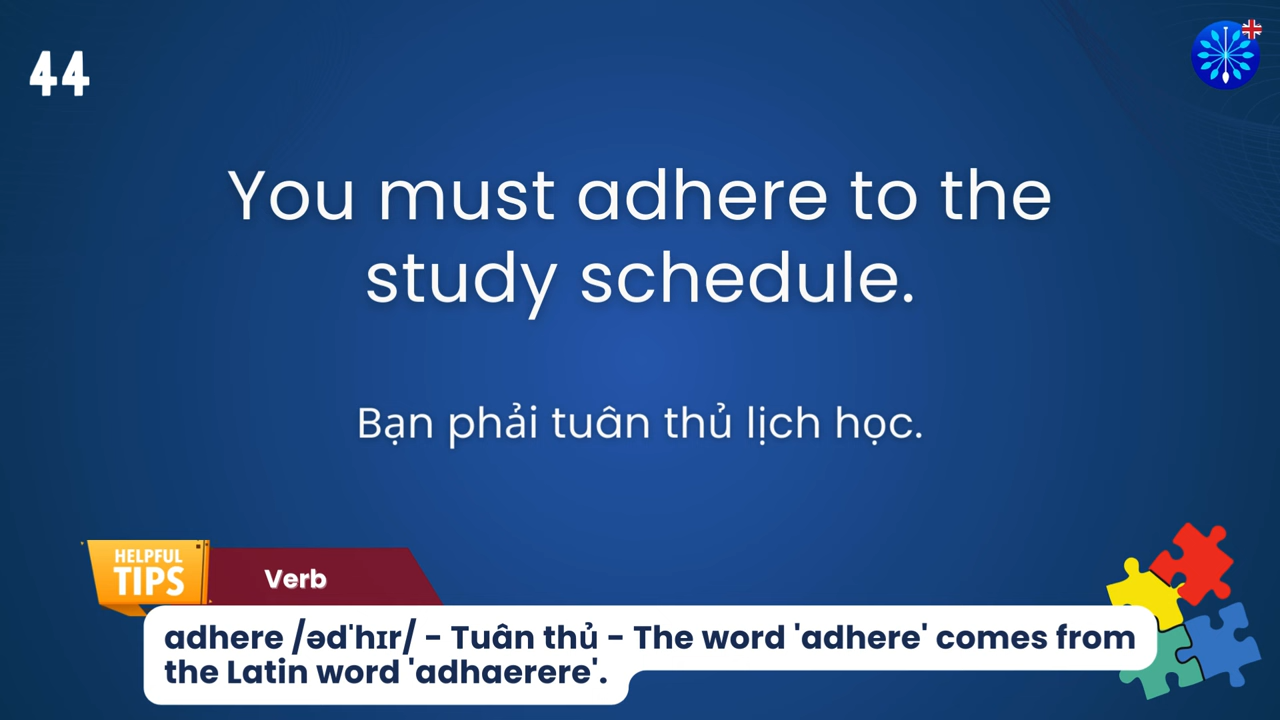 44
You must adhere to the
study schedule.
Bạn phải tuân thủ lịch học.
HELPFUL
TIPS
Verb
adhere /ədˈhɪr/ - Tuân thủ - The word 'adhere' comes from
the Latin word 'adhaerere'.